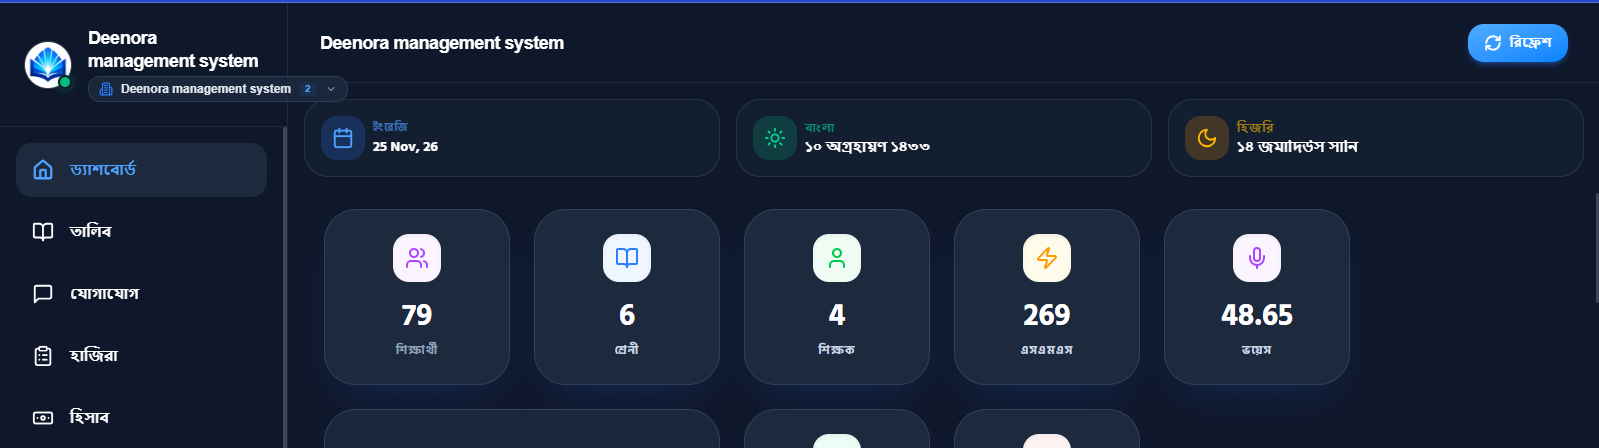 Deenora
management system
Deenora management system 2
ড্যাশবোর্ড
তালিব
যোগাযোগ
হাজিরা
হিসাব
Deenora management system
রিফ্রেশ
ইংরেজি
25 Nov, 26
বাংলা
১০ অগ্রহায়ণ ১৪৩৩
হিজরি
১৪ জমাদিউস সানি
79
শিক্ষার্থী
6
শ্রেনী
4
শিক্ষক
269
এসএমএস
48.65
ভয়েস